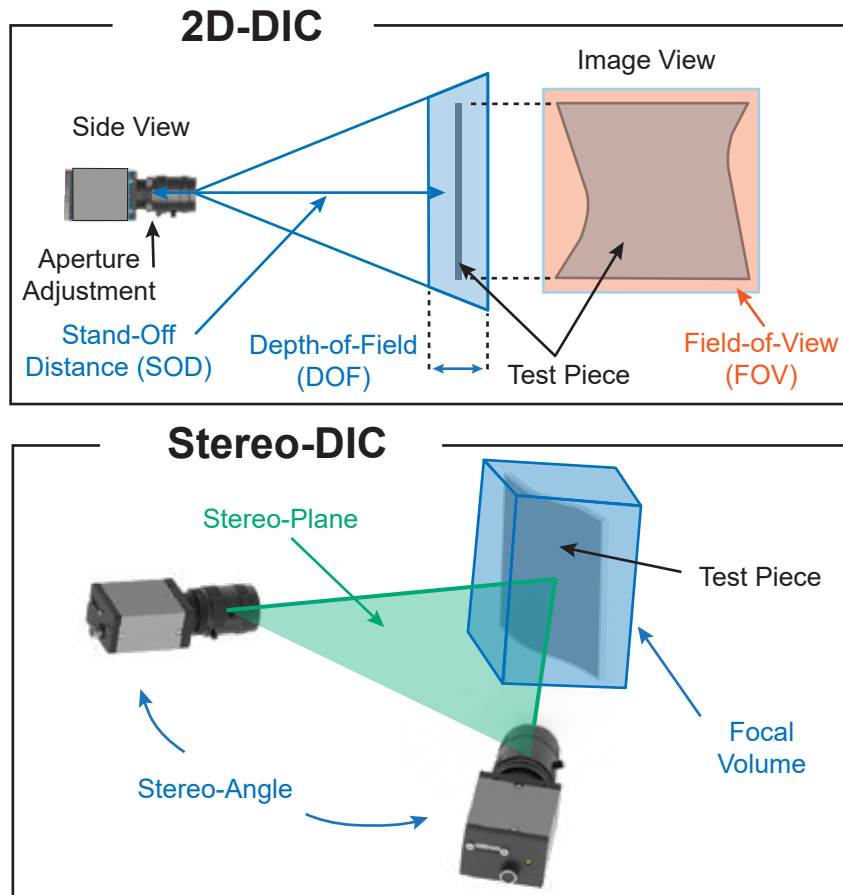 2D-DIC
Image View
Side View
Aperture
Adjustment
Stand-Off
Distance (SOD)
Depth-of-Field
(DOF)
Test Piece
Field-of-View
(FOV)
Stereo-DIC
Stereo-Plane
Test Piece
Focal
Volume
Stereo-Angle